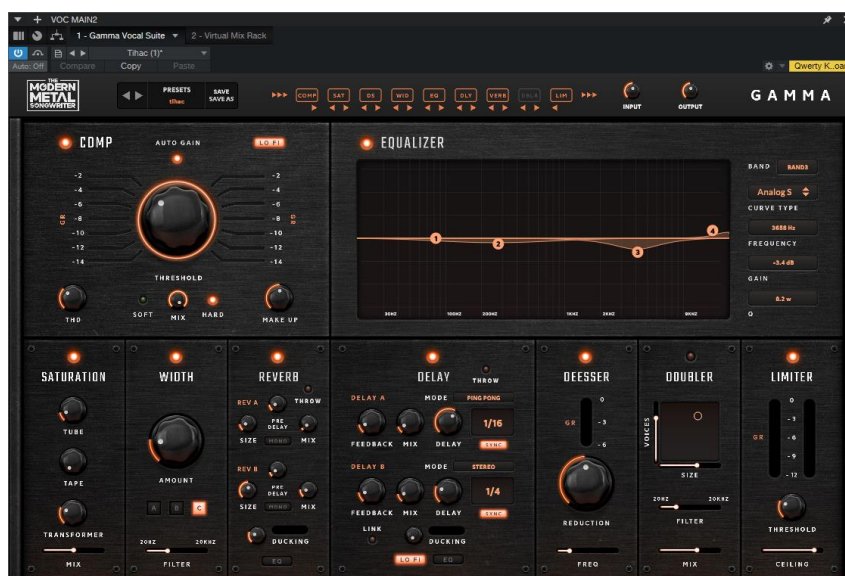 VOC MAIN2
1 - Gamma Vocal Suite
2 - Virtual Mix Rack
Tihac (1)*
Auto: Off Compare Copy Paste
Qwerty K..oar
THE
MODERN
METAL
SONGWRITER
PRESETS
tihac
SAVE
SAVE AS
COMP SAT DS WID EQ DLY VERB DBLR LIM
INPUT
OUTPUT
GAMMA
COMP
AUTO GAIN
LO FI
-2 -2
-4 -4
-6 -6
GR -8 -8 GR
-10 -10
-12 -12
-14 -14
THRESHOLD
THD
SOFT MIX HARD
MAKE UP
EQUALIZER
1 2 3 4
30HZ 100HZ 200HZ 1KHZ 2KHZ 8KHZ
BAND BAND3
Analog S
CURVE TYPE
3658 Hz
FREQUENCY
-3.4 dB
GAIN
8.2 w
Q
SATURATION
TUBE
TAPE
TRANSFORMER
MIX
WIDTH
AMOUNT
A B C
20HZ 20KHZ
FILTER
REVERB
THROW
REV A
PRE
DELAY
SIZE MONO MIX
REV B
PRE
DELAY
SIZE MONO MIX
DUCKING
EQ
DELAY
THROW
DELAY A MODE PING PONG
1/16
FEEDBACK MIX DELAY SYNC
DELAY B MODE STEREO
1/4
FEEDBACK MIX DELAY SYNC
LINK
DUCKING
LO FI EQ
DEESSER
0
GR -3
-6
REDUCTION
FREQ
DOUBLER
VOICES
SIZE
20HZ 20KHZ
FILTER
MIX
LIMITER
0
-3
GR -6
-9
-12
THRESHOLD
CEILING